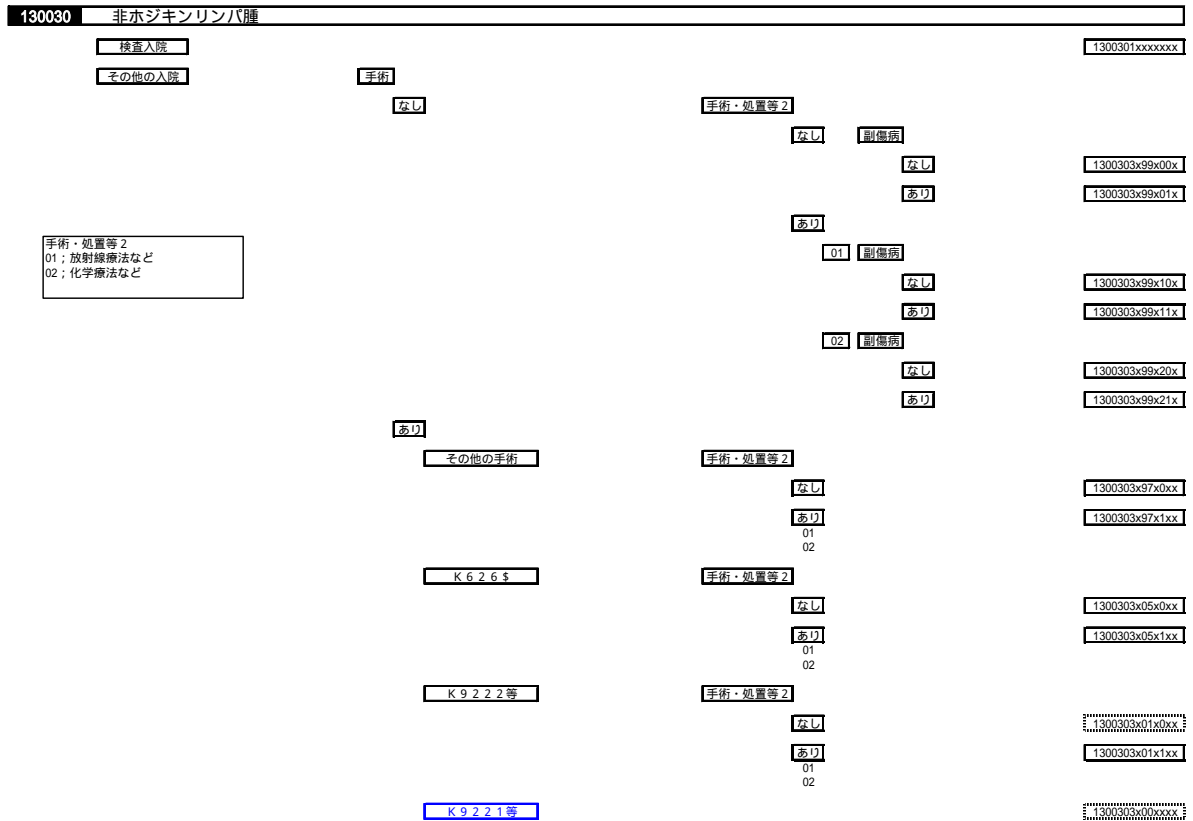 130030 非ホジキンリンパ腫
検査入院 1300301xxxxxxx
その他の入院 手術
なし 手術・処置等２
なし 副傷病
なし 1300303x99x00x
あり 1300303x99x01x
あり
手術・処置等２
01；放射線療法など
02；化学療法など
01 副傷病
なし 1300303x99x10x
あり 1300303x99x11x
02 副傷病
なし 1300303x99x20x
あり 1300303x99x21x
あり
その他の手術 手術・処置等２
なし 1300303x97x0xx
あり 1300303x97x1xx
01
02
Ｋ６２６＄ 手術・処置等２
なし 1300303x05x0xx
あり 1300303x05x1xx
01
02
Ｋ９２２２等 手術・処置等２
なし 1300303x01x0xx
あり 1300303x01x1xx
01
02
Ｋ９２２１等 1300303x00xxxx